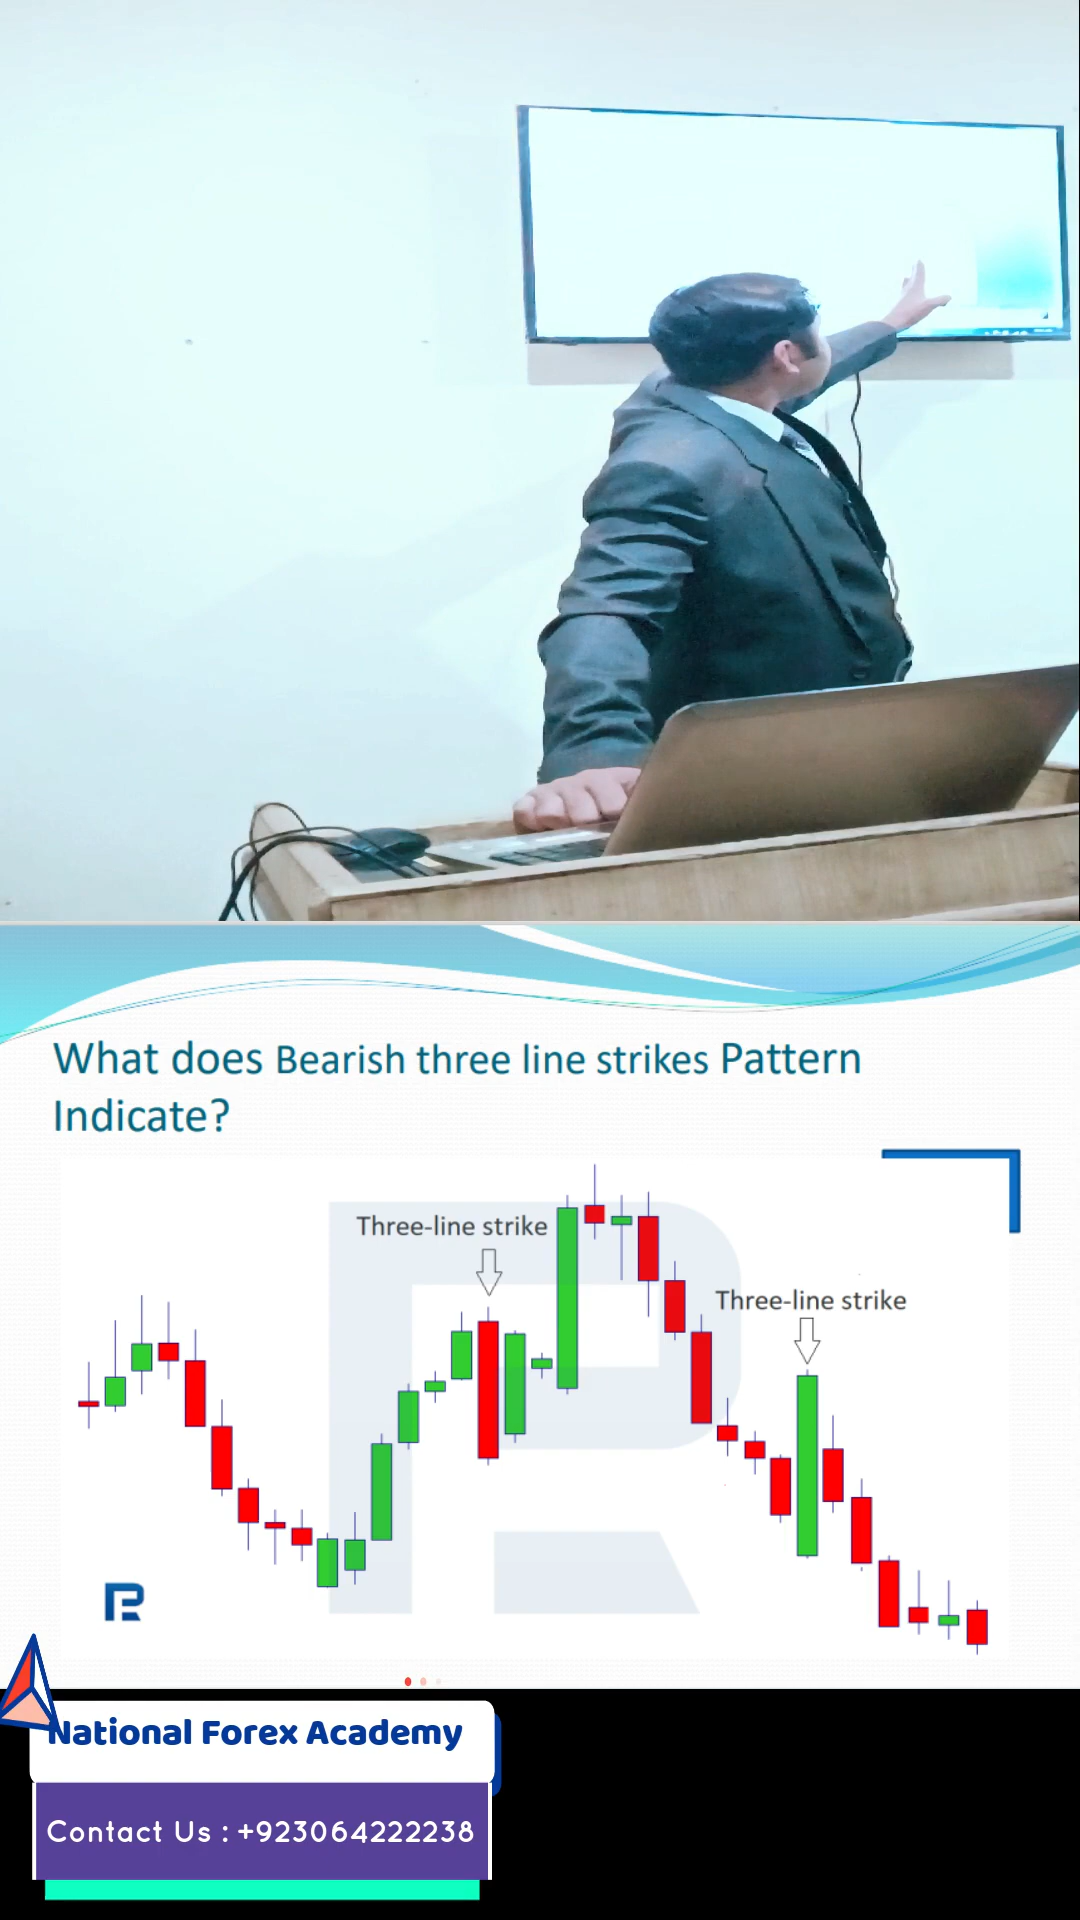 What does Bearish three line strikes Pattern
Indicate?
Three-line strike
Three-line strike
National Forex Academy
Contact Us : +923064222238